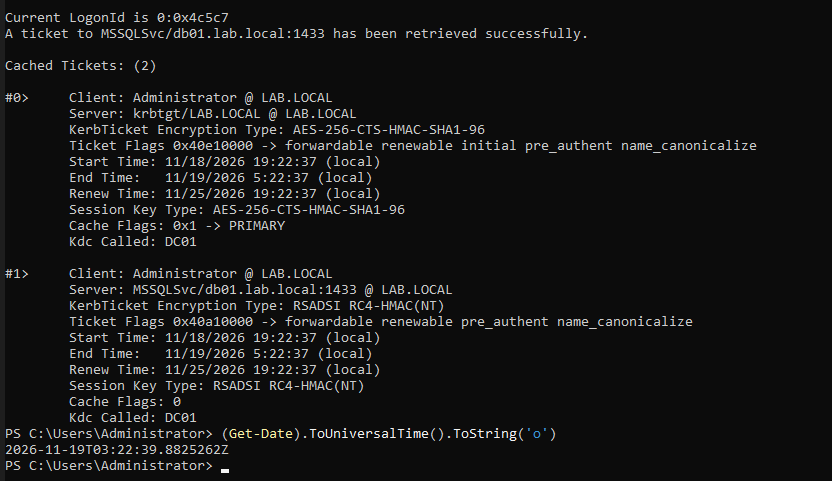 Current LogonId is 0:0x4c5c7
A ticket to MSSQLSvc/db01.lab.local:1433 has been retrieved successfully.
Cached Tickets: (2)
#0> Client: Administrator @ LAB.LOCAL
Server: krbtgt/LAB.LOCAL @ LAB.LOCAL
KerbTicket Encryption Type: AES-256-CTS-HMAC-SHA1-96
Ticket Flags 0x40e10000 -> forwardable renewable initial pre_authent name_canonicalize
Start Time: 11/18/2026 19:22:37 (local)
End Time: 11/19/2026 5:22:37 (local)
Renew Time: 11/25/2026 19:22:37 (local)
Session Key Type: AES-256-CTS-HMAC-SHA1-96
Cache Flags: 0x1 -> PRIMARY
Kdc Called: DC01
#1> Client: Administrator @ LAB.LOCAL
Server: MSSQLSvc/db01.lab.local:1433 @ LAB.LOCAL
KerbTicket Encryption Type: RSADSI RC4-HMAC(NT)
Ticket Flags 0x40a10000 -> forwardable renewable pre_authent name_canonicalize
Start Time: 11/18/2026 19:22:37 (local)
End Time: 11/19/2026 5:22:37 (local)
Renew Time: 11/25/2026 19:22:37 (local)
Session Key Type: RSADSI RC4-HMAC(NT)
Cache Flags: 0
Kdc Called: DC01
PS C:\Users\Administrator> (Get-Date).ToUniversalTime().ToString('o')
2026-11-19T03:22:39.8825262Z
PS C:\Users\Administrator>